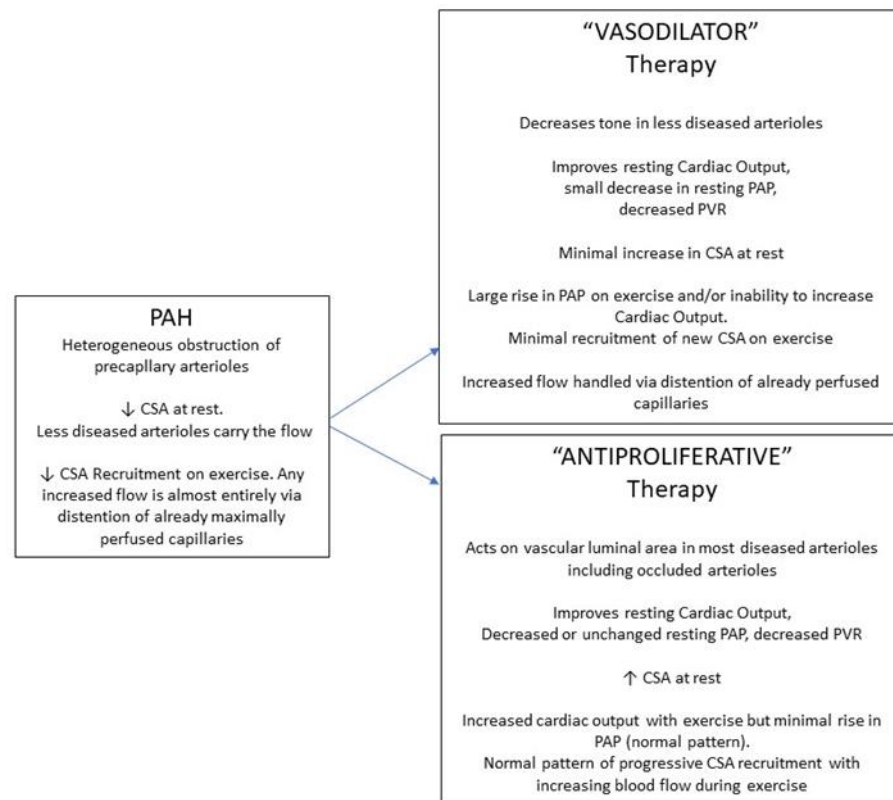 PAH
Heterogeneous obstruction of
precapllary arterioles
↓ CSA at rest.
Less diseased arterioles carry the flow
↓ CSA Recruitment on exercise. Any
increased flow is almost entirely via
distention of already maximally
perfused capillaries
“VASODILATOR”
Therapy
Decreases tone in less diseased arterioles
Improves resting Cardiac Output,
small decrease in resting PAP,
decreased PVR
Minimal increase in CSA at rest
Large rise in PAP on exercise and/or inability to increase
Cardiac Output.
Minimal recruitment of new CSA on exercise
Increased flow handled via distention of already perfused
capillaries
“ANTIPROLIFERATIVE”
Therapy
Acts on vascular luminal area in most diseased arterioles
including occluded arterioles
Improves resting Cardiac Output,
Decreased or unchanged resting PAP, decreased PVR
↑ CSA at rest
Increased cardiac output with exercise but minimal rise in
PAP (normal pattern).
Normal pattern of progressive CSA recruitment with
increasing blood flow during exercise